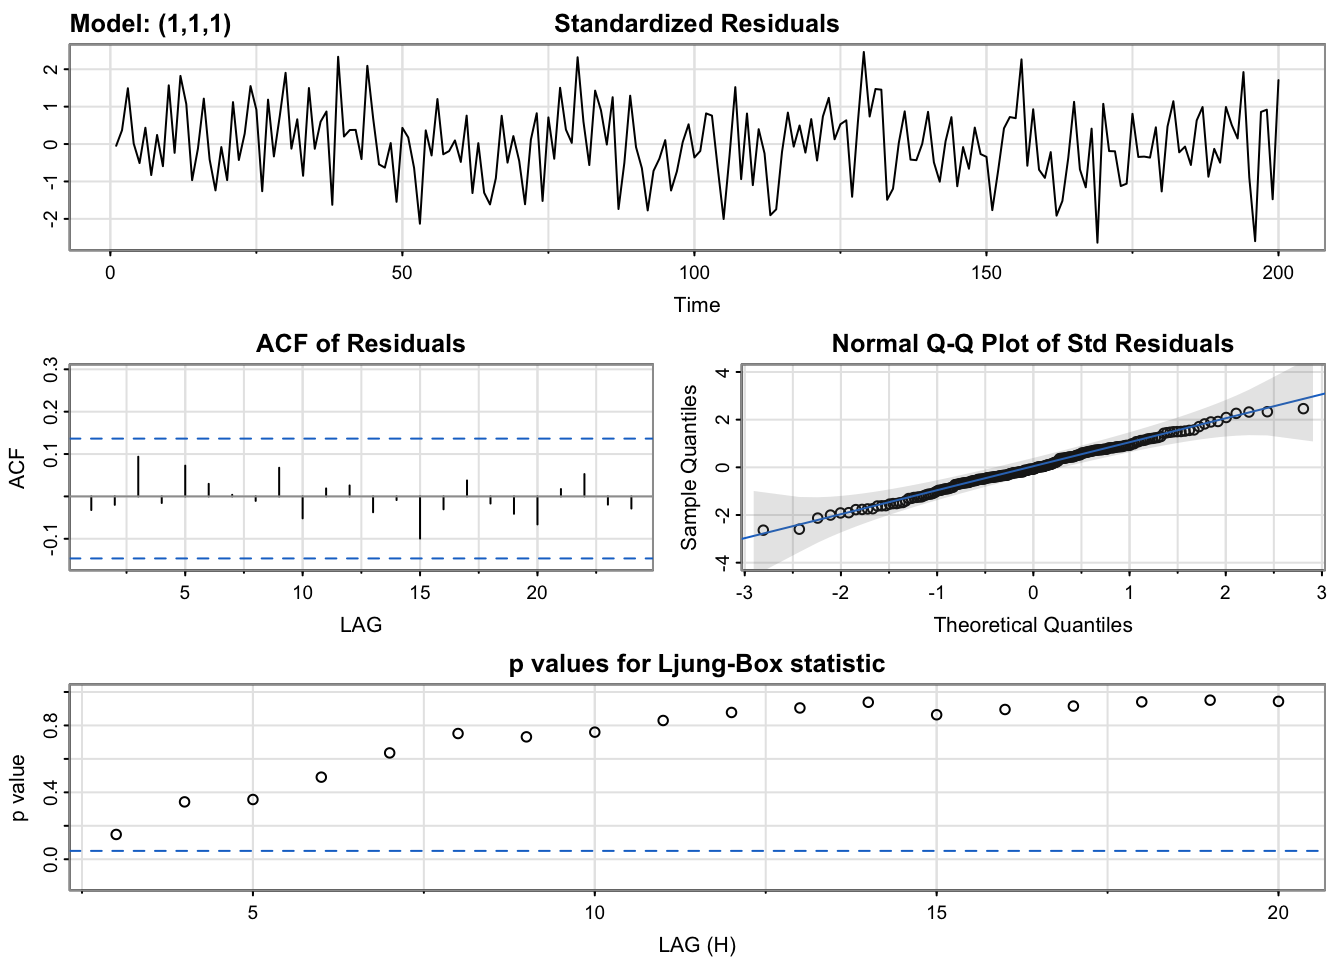 Model: (1,1,1) Standardized Residuals
2
1
0
-1
-2
0 50 100 150 200
Time
ACF of Residuals
ACF
0.3
0.2
0.1
-0.1
5 10 15 20
LAG
Normal Q-Q Plot of Std Residuals
Sample Quantiles
4
2
0
-2
-4
-3 -2 -1 0 1 2 3
Theoretical Quantiles
p values for Ljung-Box statistic
p value
0.8
0.4
0.0
5 10 15 20
LAG (H)